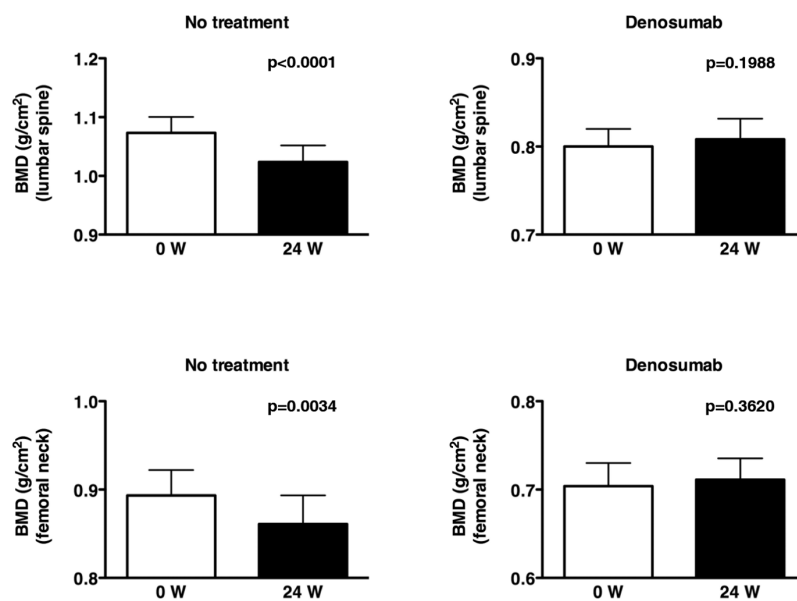 No treatment
p<0.0001
BMD (g/cm²)
(lumbar spine)
1.2
1.1
1.0
0.9
0 W
24 W
Denosumab
p=0.1988
BMD (g/cm²)
(lumbar spine)
0.9
0.8
0.7
0 W
24 W
No treatment
p=0.0034
BMD (g/cm²)
(femoral neck)
1.0
0.9
0.8
0 W
24 W
Denosumab
p=0.3620
BMD (g/cm²)
(femoral neck)
0.8
0.7
0.6
0 W
24 W